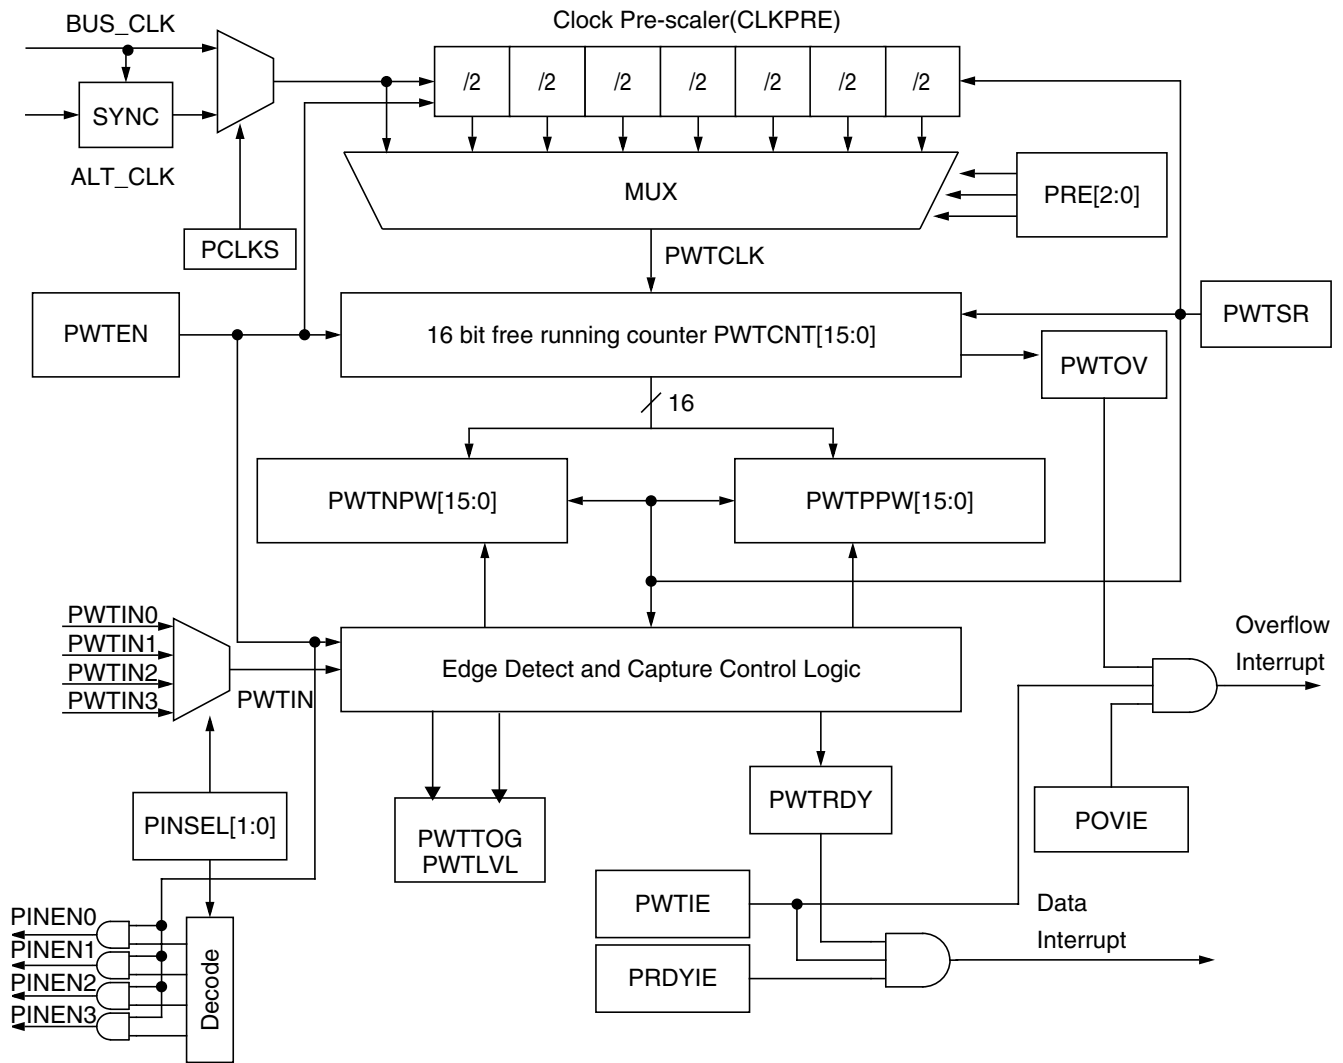 Clock Pre-scaler(CLKPRE)
BUS_CLK
/2 /2 /2 /2 /2 /2 /2
SYNC
ALT_CLK
MUX
PRE[2:0]
PCLKS
PWTCLK
PWTEN
16 bit free running counter PWTCNT[15:0]
PWTSR
PWTOV
16
PWTNPW[15:0]
PWTPPW[15:0]
PWTIN0
PWTIN1
PWTIN2
PWTIN3
PWTIN
Edge Detect and Capture Control Logic
Overflow
Interrupt
PINSEL[1:0]
PWTTOG
PWTLVL
PWTRDY
POVIE
PWTIE
PRDYIE
Data
Interrupt
PINEN0
PINEN1
PINEN2
PINEN3
Decode